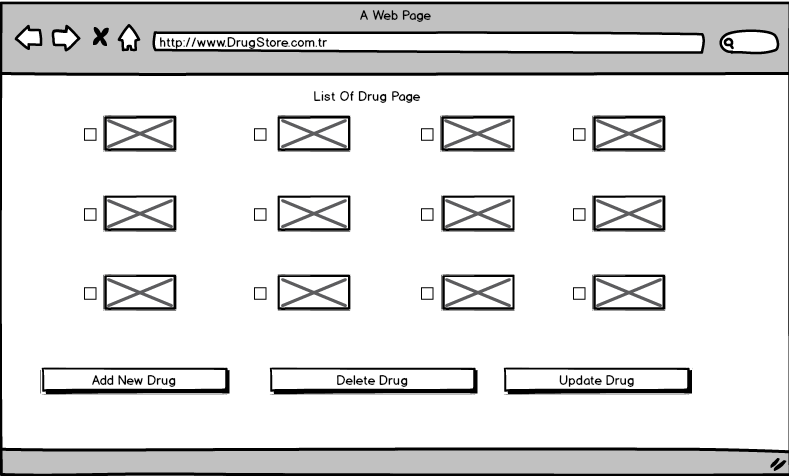 A Web Page
http://www.DrugStore.com.tr
List Of Drug Page
Add New Drug
Delete Drug
Update Drug